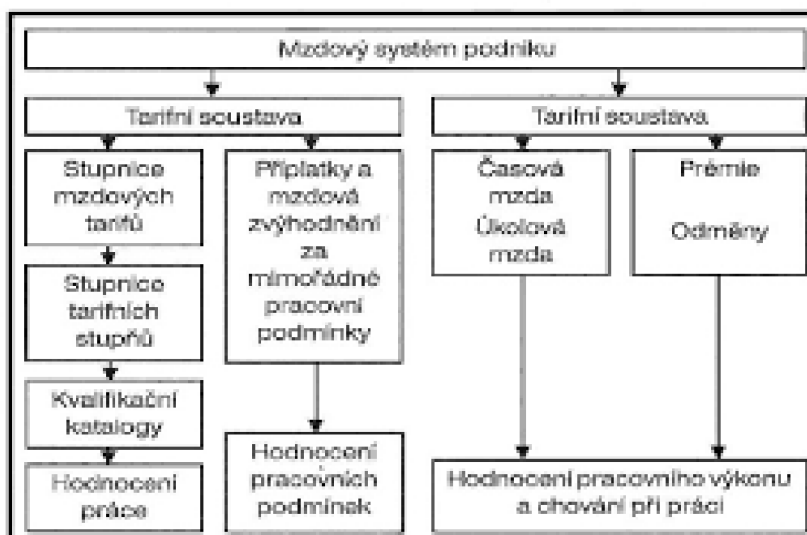 Mzdový systém podniku
Tarifní soustava
Stupnice
mzdových
tarifů
Stupnice
tarifních
stupňů
Kvalifikační
katalogy
Hodnocení
práce
Příplatky a
mzdová
zvýhodnění
za
mimořádné
pracovní
podmínky
Hodnocení
pracovních
podmínek
Tarifní soustava
Časová
mzda
Úkolová
mzda
Prémie
Odměny
Hodnocení pracovního výkonu
a chování při práci